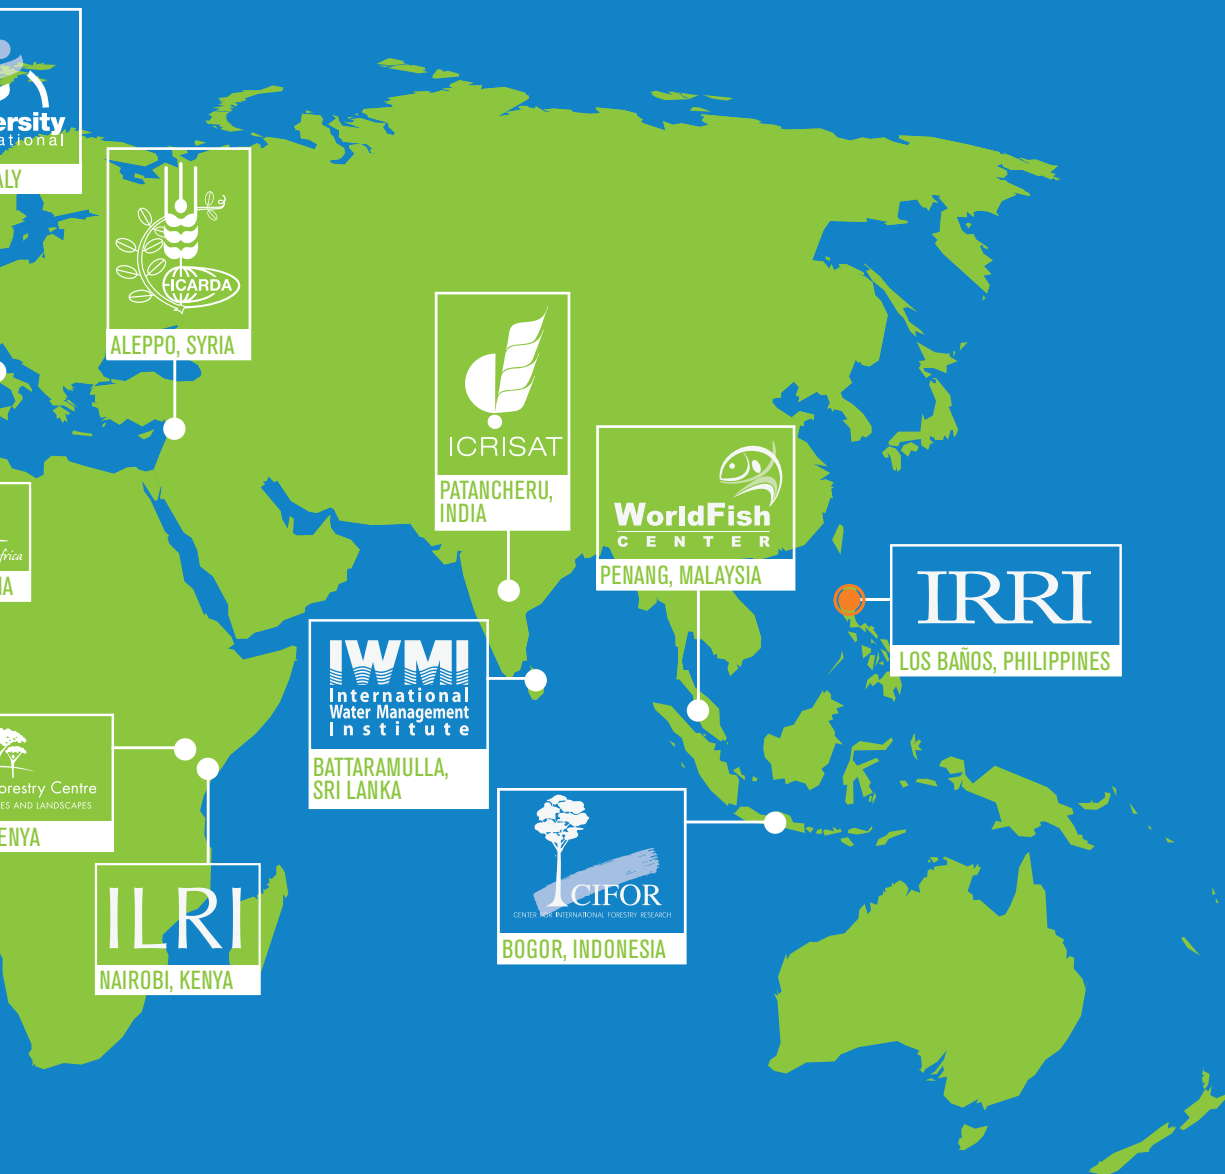 ersity
ational
ALY
ICARDA
ALEPPO, SYRIA
ICRISAT
PATANCHERU,
INDIA
WorldFish
CENTER
PENANG, MALAYSIA
frica
IA
IRRI
LOS BAÑOS, PHILIPPINES
IWMI
International
Water Management
Institute
BATTARAMULLA,
SRI LANKA
orestry Centre
ES AND LANDSCAPES
ENYA
CIFOR
CENTER FOR INTERNATIONAL FORESTRY RESEARCH
BOGOR, INDONESIA
ILRI
NAIROBI, KENYA